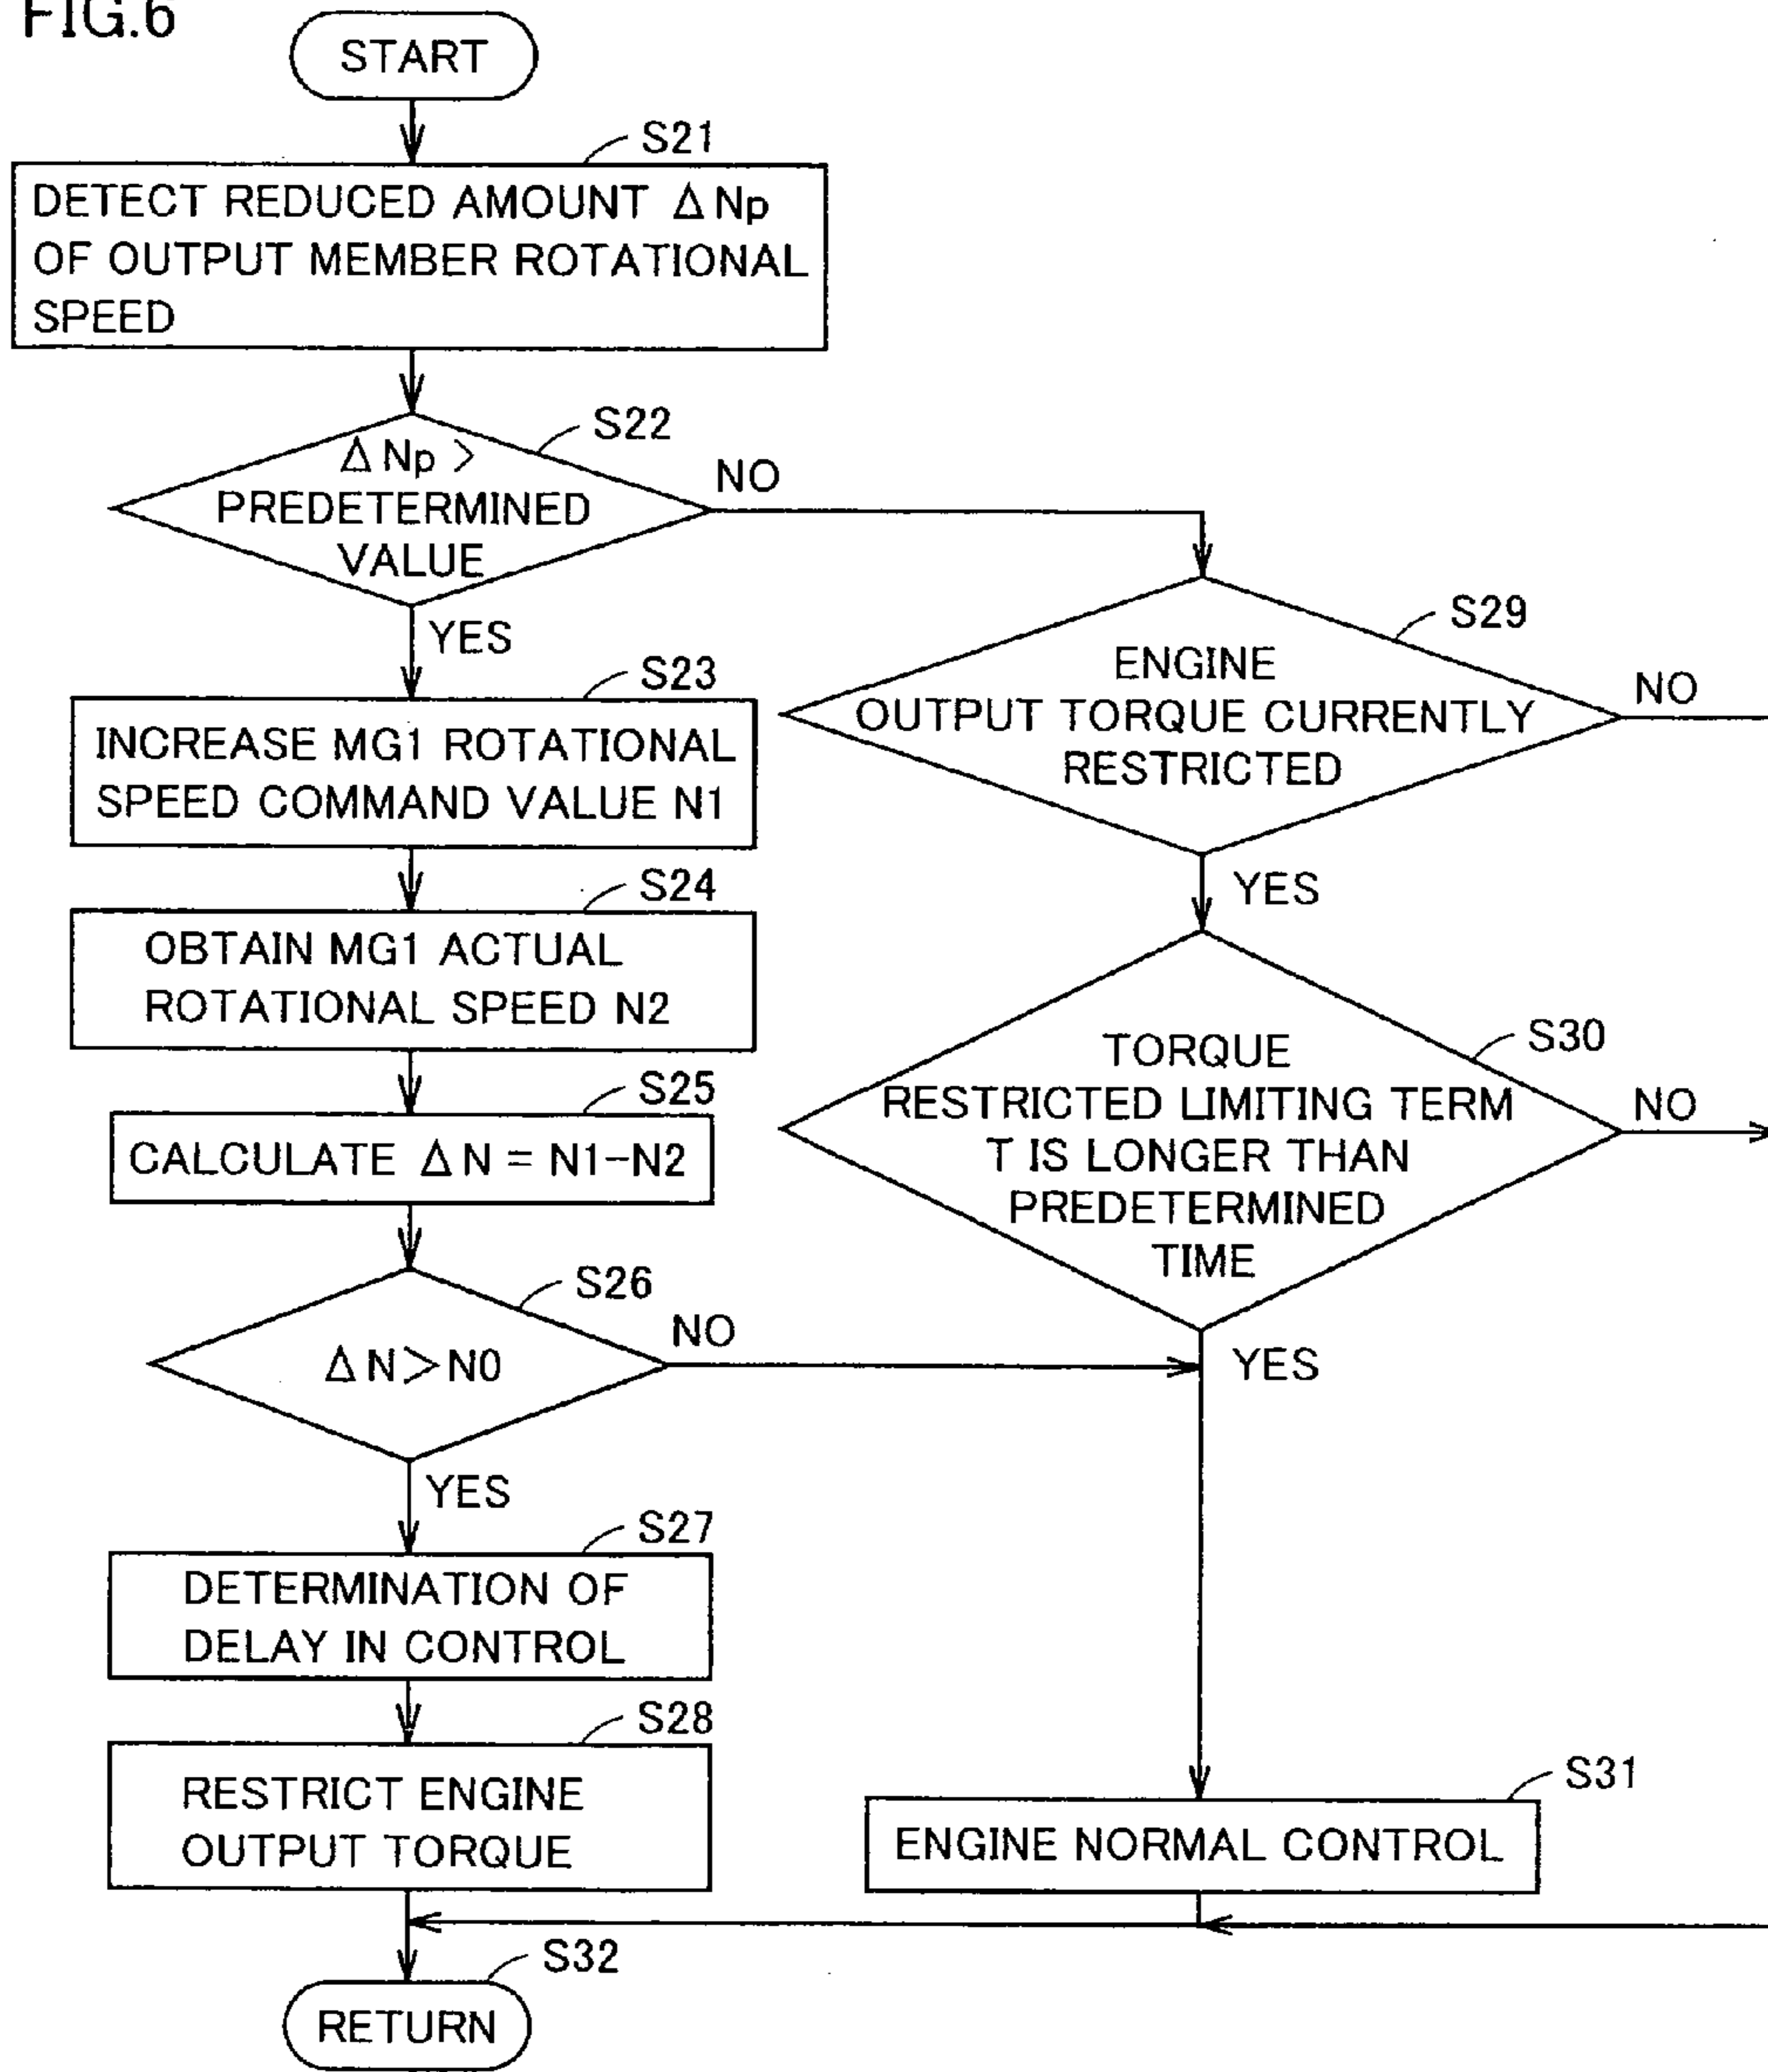 FIG.6
START
S21
DETECT REDUCED AMOUNT ΔNp
OF OUTPUT MEMBER ROTATIONAL
SPEED
S22
ΔNp >
PREDETERMINED
VALUE
NO
YES
S23
INCREASE MG1 ROTATIONAL
SPEED COMMAND VALUE N1
S24
OBTAIN MG1 ACTUAL
ROTATIONAL SPEED N2
S25
CALCULATE ΔN = N1-N2
S26
ΔN>N0
NO
YES
S27
DETERMINATION OF
DELAY IN CONTROL
S28
RESTRICT ENGINE
OUTPUT TORQUE
S29
ENGINE
OUTPUT TORQUE CURRENTLY
RESTRICTED
NO
YES
S30
TORQUE
RESTRICTED LIMITING TERM
T IS LONGER THAN
PREDETERMINED
TIME
NO
YES
S31
ENGINE NORMAL CONTROL
S32
RETURN